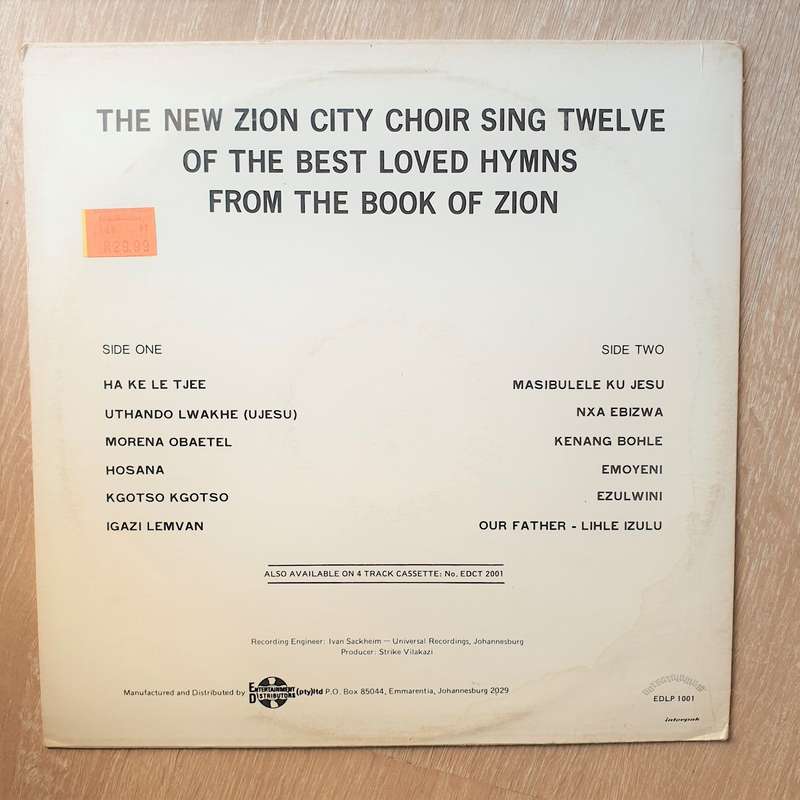 THE NEW ZION CITY CHOIR SING TWELVE
OF THE BEST LOVED HYMNS
FROM THE BOOK OF ZION
R29.99
SIDE ONE
HA KE LE TJEE
UTHANDO LWAKHE (UJESU)
MORENA OBAETEL
HOSANA
KGOTSO KGOTSO
IGAZI LEMVAN
SIDE TWO
MASIBULELE KU JESU
NXA EBIZWA
KENANG BOHLE
EMOYENI
EZULWINI
OUR FATHER - LIHLE IZULU
ALSO AVAILABLE ON 4 TRACK CASSETTE: No. EDCT 2001
Recording Engineer: Ivan Sackheim — Universal Recordings, Johannesburg
Producer: Strike Vilakazi
Manufactured and Distributed by ENTERTAINMENT DISTRIBUTORS (pty) ltd P.O. Box 85044, Emmarentia, Johannesburg 2029
EDLP 1001
interpak